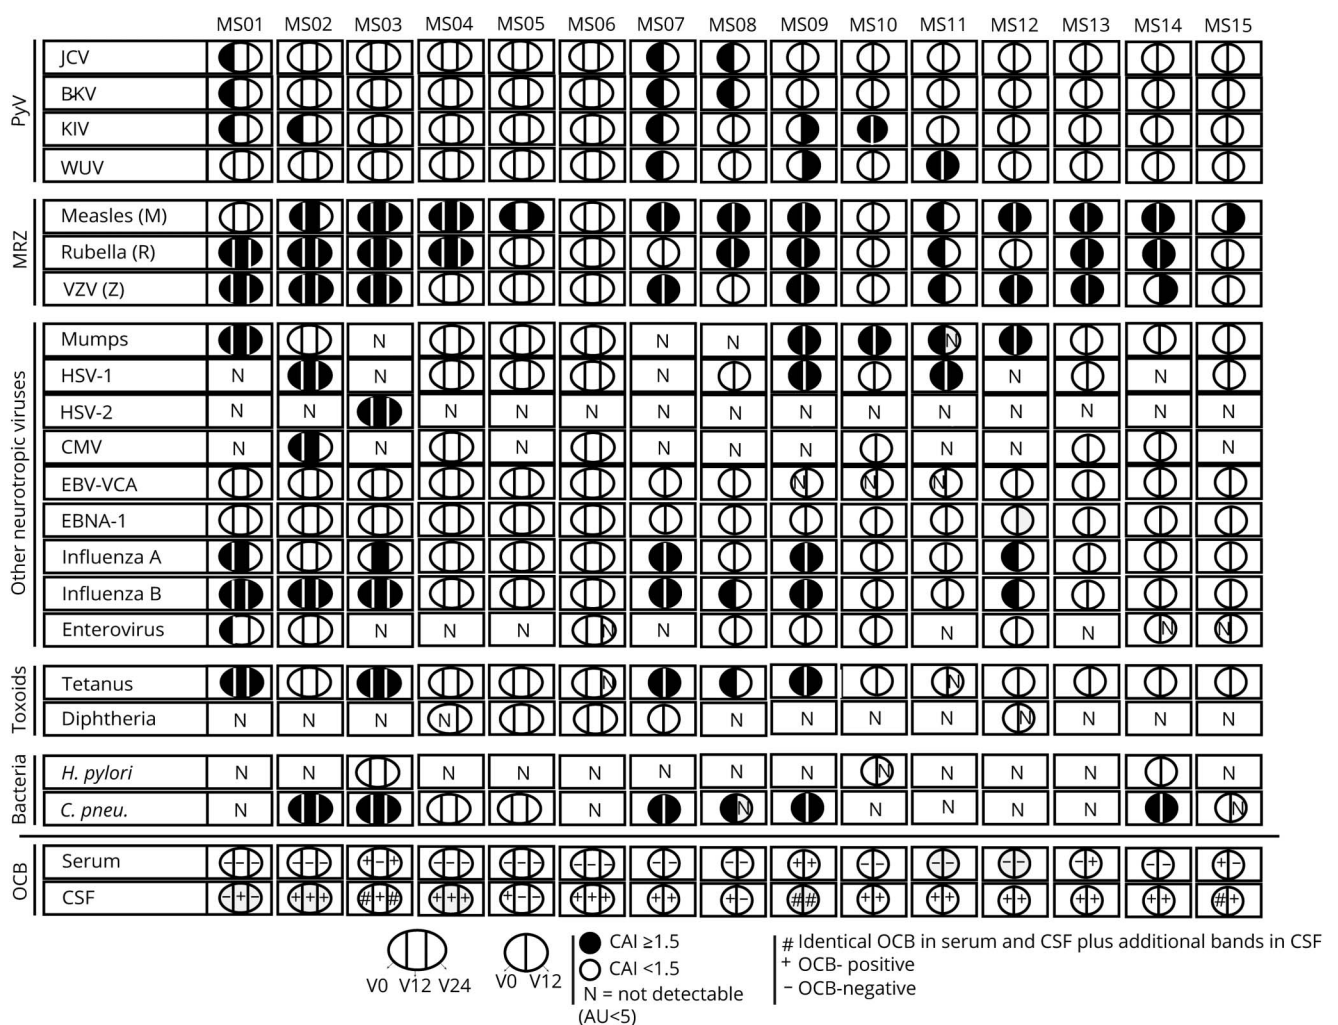 MS01 MS02 MS03 MS04 MS05 MS06 MS07 MS08 MS09 MS10 MS11 MS12 MS13 MS14 MS15
PyV
JCV
BKV
KIV
WUV
MRZ
Measles (M)
Rubella (R)
VZV (Z)
Other neurotropic viruses
Mumps N N N N
HSV-1 N N N N N
HSV-2 N N N N N N N N N N N N N N
CMV N N N N N N N N N
EBV-VCA N N N
EBNA-1
Influenza A
Influenza B
Enterovirus N N N N N N N N N
Toxoids
Tetanus N N
Diphtheria N N N N N N N N N N N N
Bacteria
H. pylori N N N N N N N N N N N N N
C. pneu. N N N N N N N N
OCB
Serum - - - - - - + - + - - - - - - - - - - - - - + + - - - - - - - + - - + -
CSF - + - + + + # + # + + + + - - + + + + + + - # # + + + + + + + + + + # +
V0 V12 V24
V0 V12
CAI ≥1.5
CAI <1.5
N = not detectable
(AU<5)
# Identical OCB in serum and CSF plus additional bands in CSF
+ OCB- positive
- OCB-negative